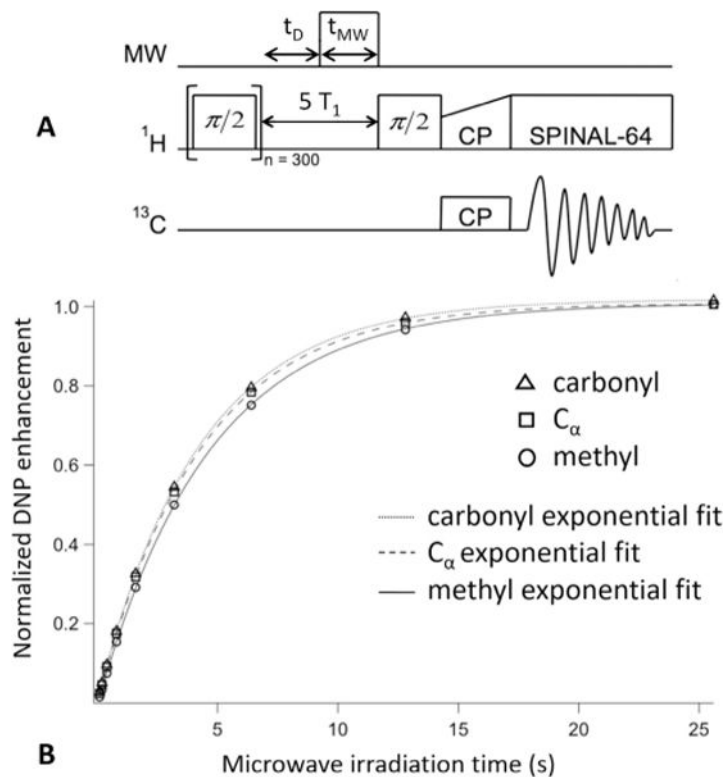 t_D t_MW
MW
A
¹H
[π/2]n = 300
5 T₁
π/2
CP
SPINAL-64
¹³C
CP
1.0
0.8
0.6
0.4
0.2
Normalized DNP enhancement
carbonyl
Cα
methyl
carbonyl exponential fit
Cα exponential fit
methyl exponential fit
5 10 15 20 25
B
Microwave irradiation time (s)